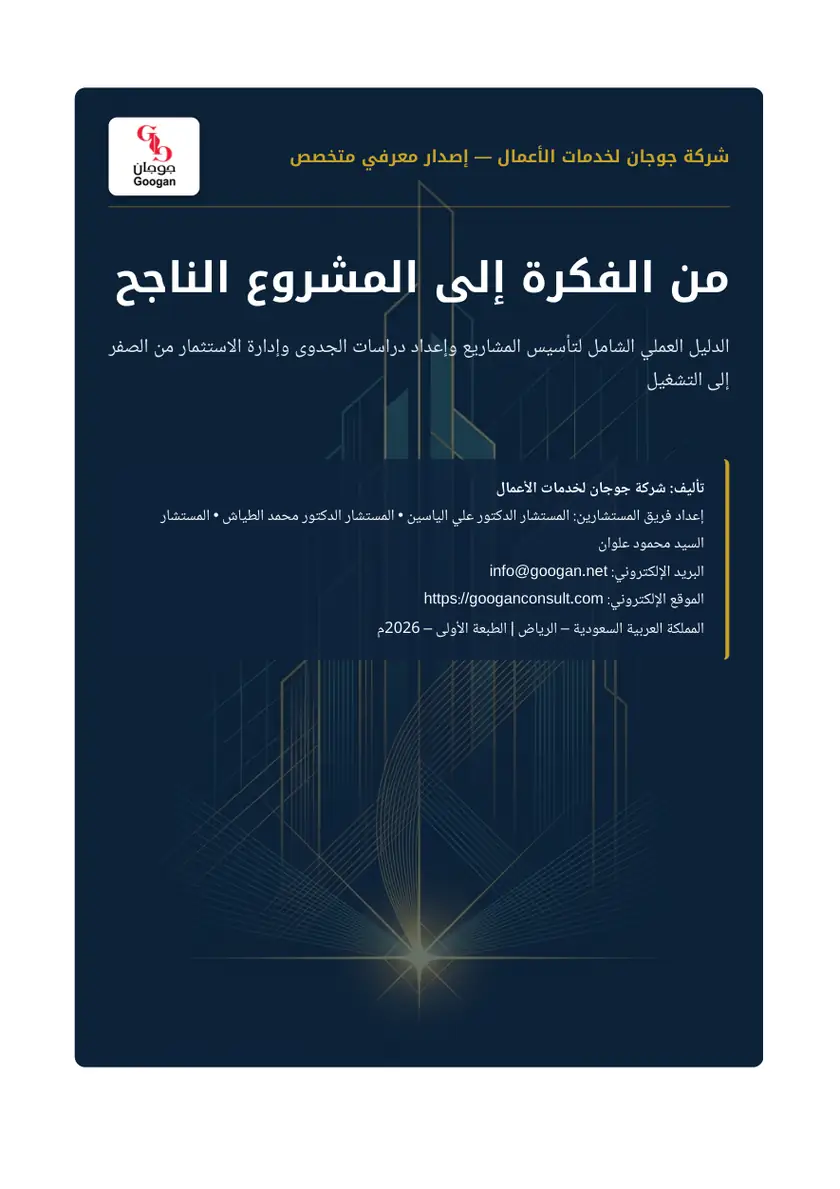 جوجان
Googan
شركة جوجان لخدمات الأعمال — إصدار معرفي متخصص
من الفكرة إلى المشروع الناجح
الدليل العملي الشامل لتأسيس المشاريع وإعداد دراسات الجدوى وإدارة الاستثمار من الصفر
إلى التشغيل
تأليف: شركة جوجان لخدمات الأعمال
إعداد فريق المستشارين: المستشار الدكتور علي الياسين • المستشار الدكتور محمد الطياش • المستشار
السيد محمود علوان
البريد الإلكتروني: info@googan.net
الموقع الإلكتروني: https://googanconsult.com
المملكة العربية السعودية – الرياض | الطبعة الأولى – 2026م